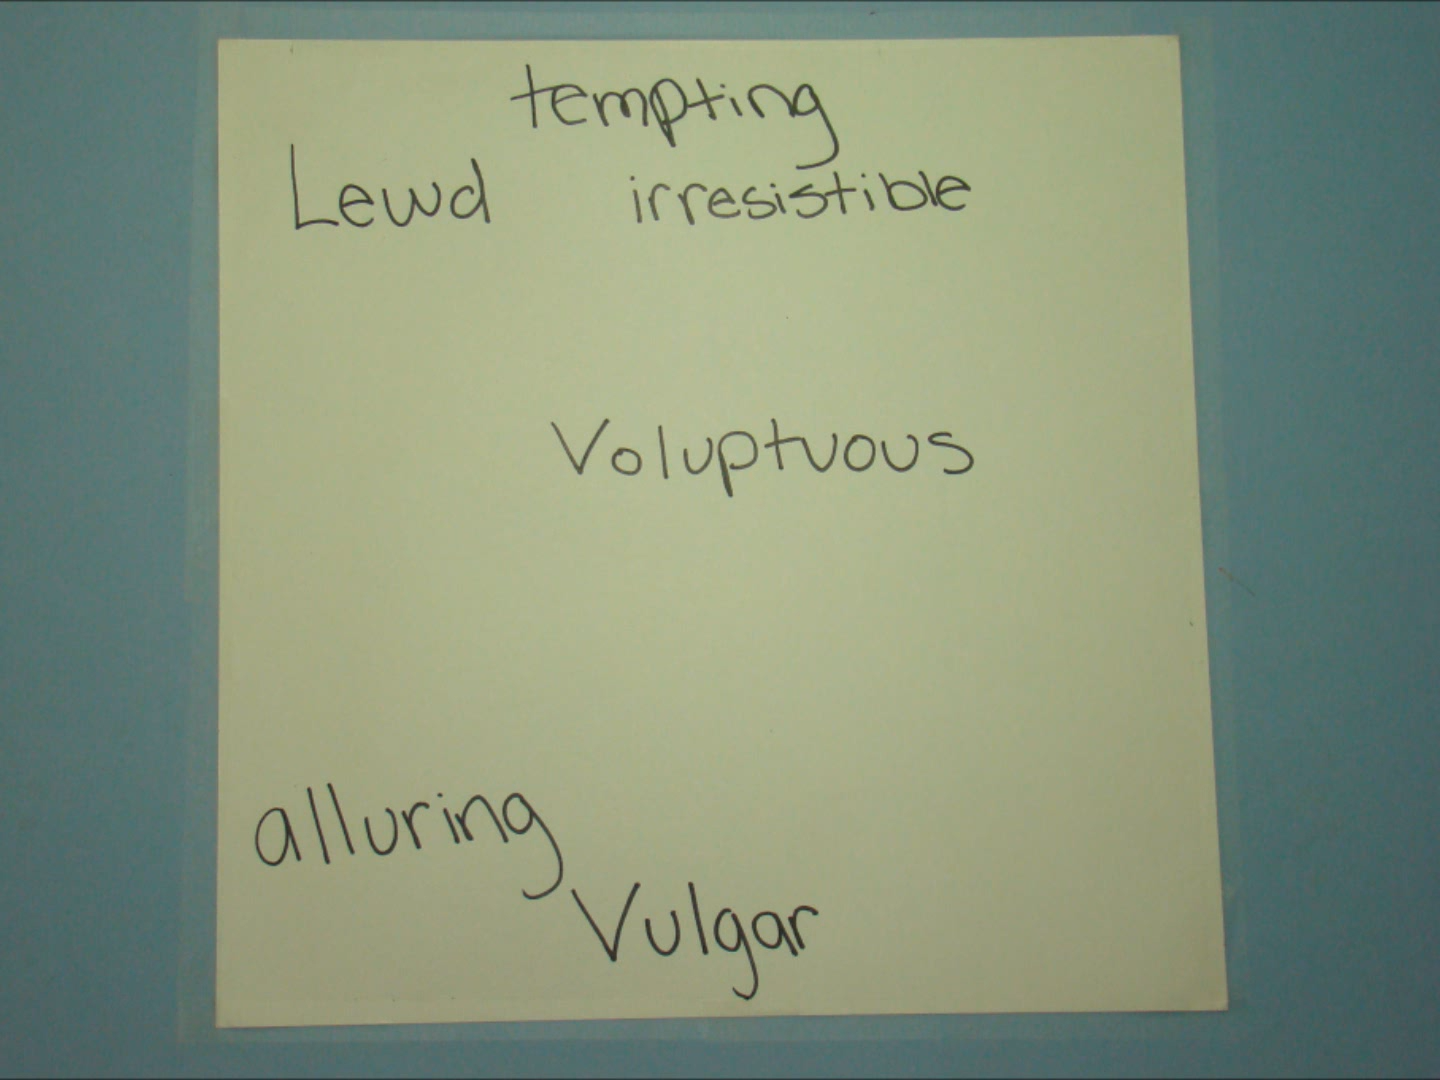 tempting
Lewd irresistible
Voluptuous
alluring
Vulgar